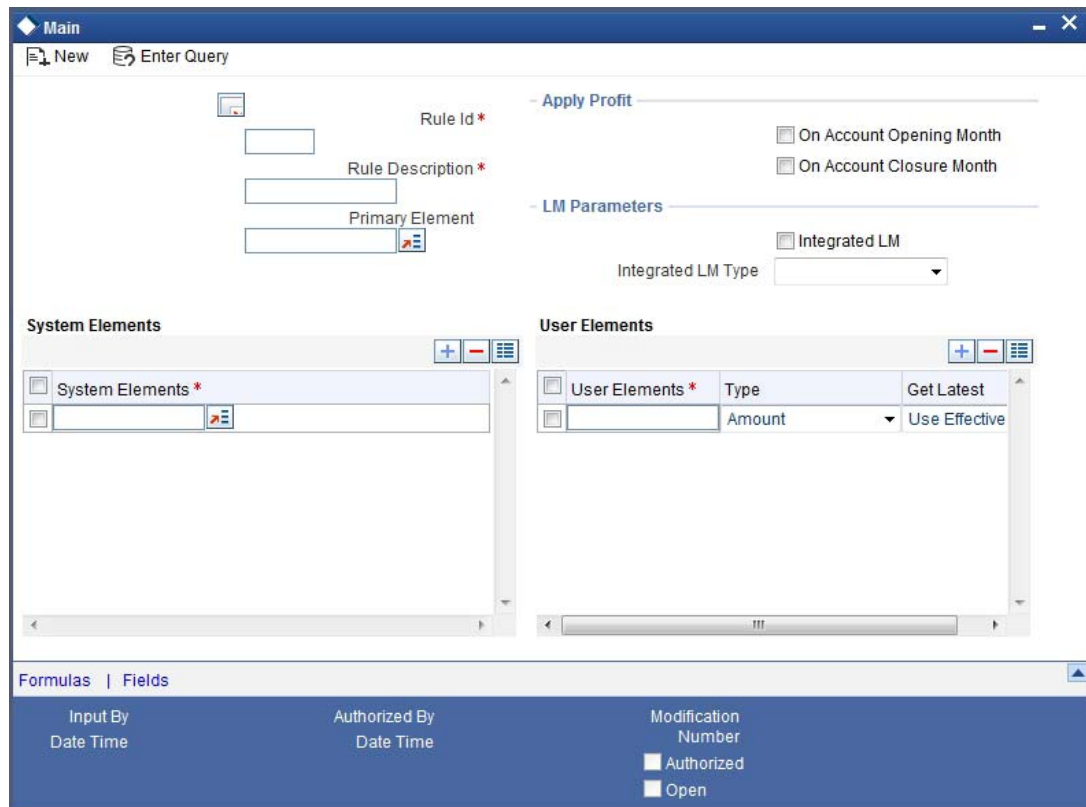 Main
New Enter Query
Rule Id *
Rule Description *
Primary Element
Apply Profit
On Account Opening Month
On Account Closure Month
LM Parameters
Integrated LM
Integrated LM Type
System Elements
System Elements *
User Elements
User Elements * Type Get Latest
Amount Use Effective
Formulas | Fields
Input By
Date Time
Authorized By
Date Time
Modification
Number
Authorized
Open